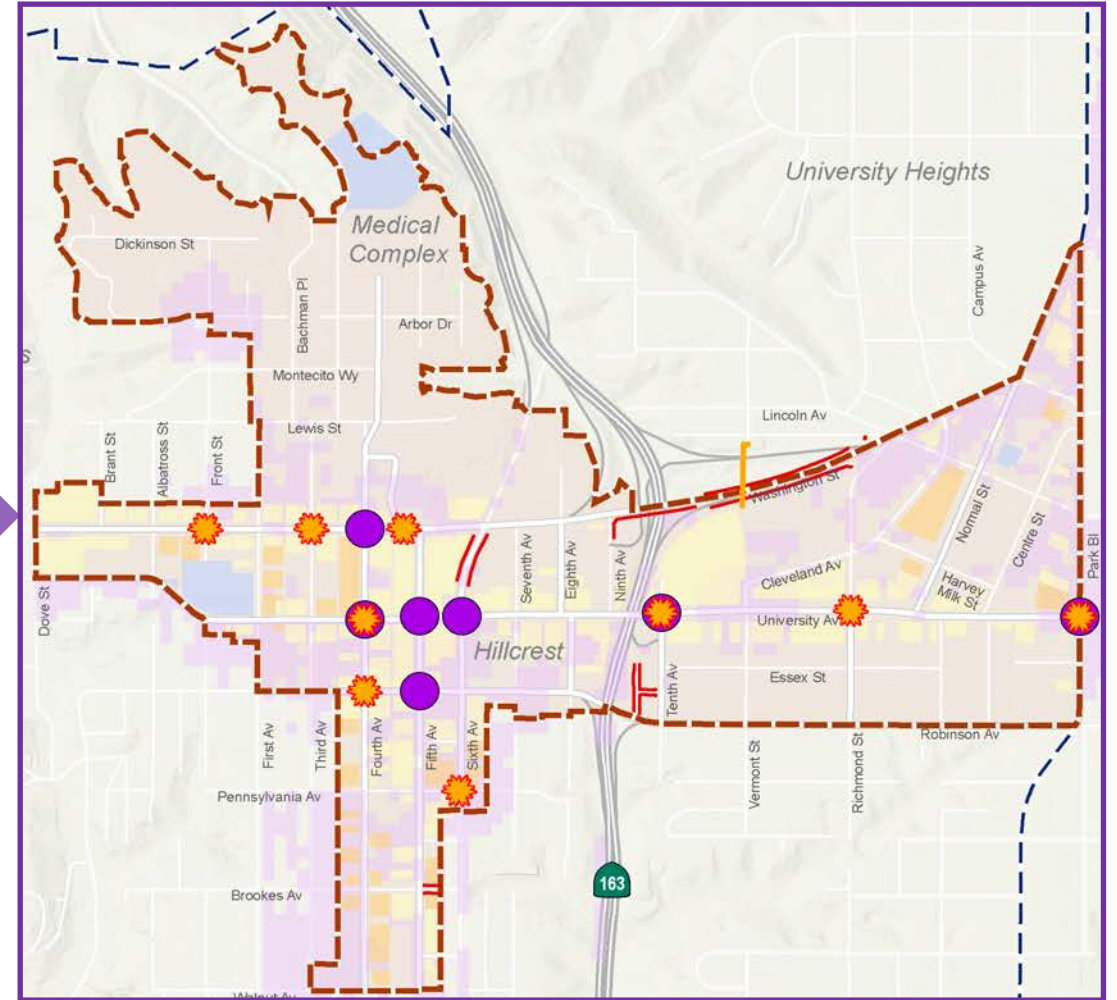 University Heights
Medical
Complex
Dickinson St
Campus Av
Bachman Pl
Arbor Dr
s
Montecito Wy
Lincoln Av
Lewis St
Brant St
Albatross St
Front St
Washington St
Normal St
Centre St
Park Bl
Seventh Av
Eighth Av
Ninth Av
Cleveland Av
Harvey
Milk St
Dove St
University Av
Hillcrest
Essex St
Tenth Av
First Av
Third Av
Fourth Av
Fifth Av
Sixth Av
Robinson Av
Vermont St
Richmond St
Pennsylvania Av
163
Brookes Av
Walnut Av